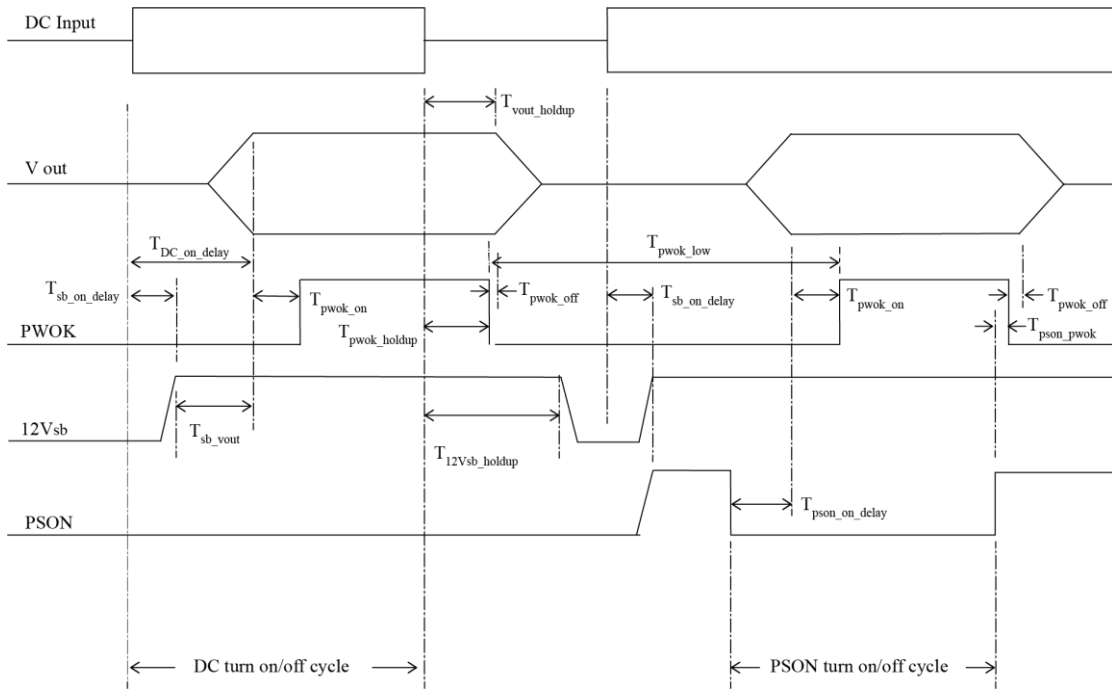 DC Input
T_vout_holdup
V out
T_DC_on_delay
T_pwok_low
T_sb_on_delay
T_pwok_on
T_pwok_off
T_sb_on_delay
T_pwok_on
T_pwok_off
PWOK
T_pwok_holdup
T_pson_pwok
12Vsb
T_sb_vout
T_12Vsb_holdup
PSON
T_pson_on_delay
DC turn on/off cycle
PSON turn on/off cycle